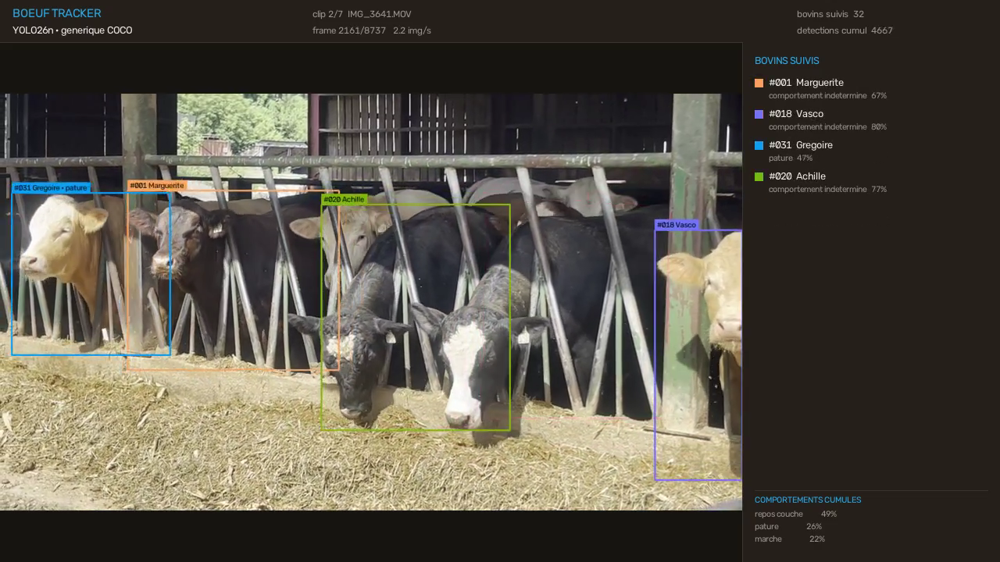 BOEUF TRACKER
YOLO26n • generique COCO
clip 2/7 IMG_3641.MOV
frame 2161/8737 2.2 img/s
bovins suivis 32
detections cumul 4667
BOVINS SUIVIS
#001 Marguerite
comportement indetermine 67%
#018 Vasco
comportement indetermine 80%
#031 Gregoire
pature 47%
#020 Achille
comportement indetermine 77%
#031 Gregoire • pature
#001 Marguerite
#020 Achille
#018 Vasco
COMPORTEMENTS CUMULES
repos couche 49%
pature 26%
marche 22%